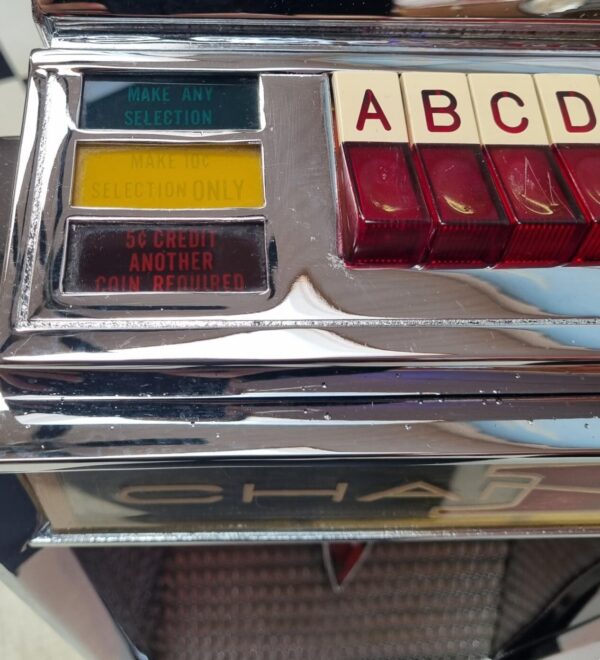 MAKE ANY
SELECTION
MAKE 10¢
SELECTION ONLY
5¢ CREDIT
ANOTHER
COIN REQUIRED
A B C D